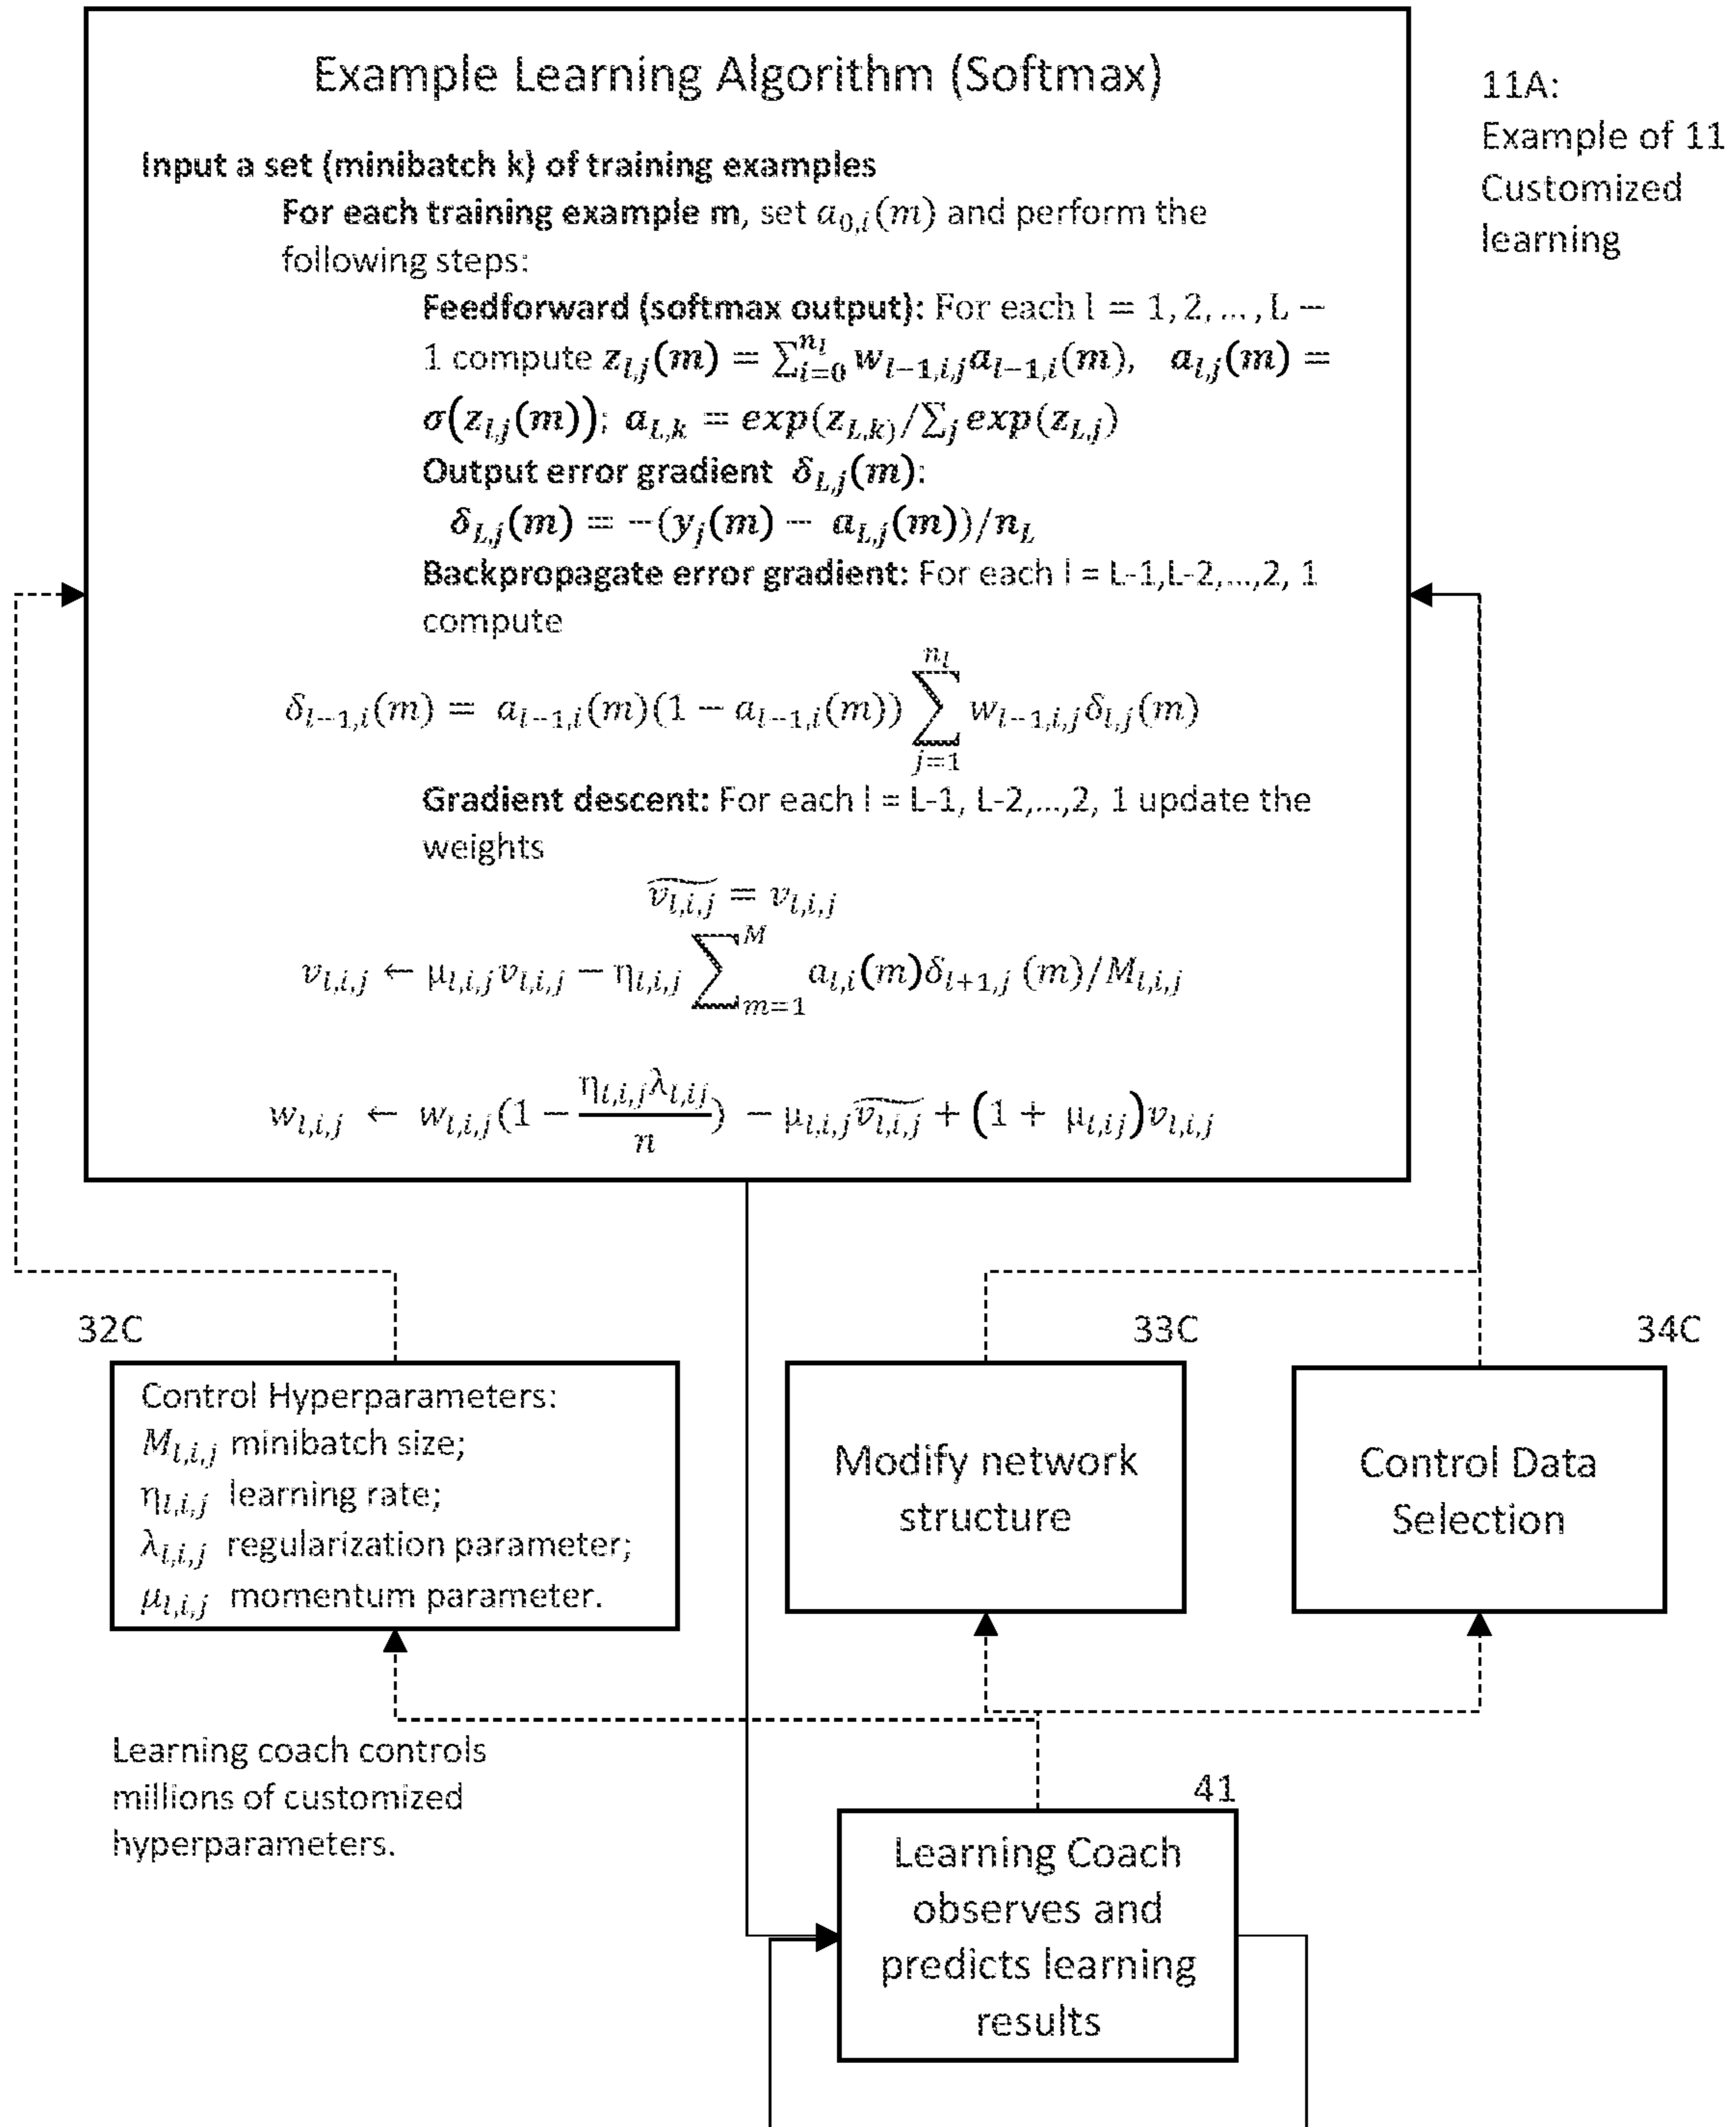 Example Learning Algorithm (Softmax)
11A:
Example of 11
Customized
learning
Input a set (minibatch k) of training examples
For each training example m, set a_{0,i}(m) and perform the
following steps:
Feedforward (softmax output): For each l = 1, 2, ..., L −
1 compute z_{l,j}(m) = ∑_{i=0}^{n_l} w_{l−1,i,j} a_{l−1,i}(m), a_{l,j}(m) =
σ(z_{l,j}(m)); a_{L,k} = exp(z_{L,k)}/∑_j exp(z_{L,j})
Output error gradient δ_{L,j}(m):
δ_{L,j}(m) = −(y_j(m) − a_{L,j}(m))/n_L
Backpropagate error gradient: For each l = L-1,L-2,...,2, 1
compute
δ_{l−1,i}(m) = a_{l−1,i}(m)(1 − a_{l−1,i}(m)) ∑_{j=1}^{n_l} w_{l−1,i,j} δ_{l,j}(m)
Gradient descent: For each l = L-1, L-2,...,2, 1 update the
weights
\widetilde{v_{l,i,j}} = v_{l,i,j}
v_{l,i,j} ← μ_{l,i,j} v_{l,i,j} − η_{l,i,j} ∑_{m=1}^{M} a_{l,i}(m) δ_{l+1,j}(m)/M_{l,i,j}
w_{l,i,j} ← w_{l,i,j}(1 − \frac{η_{l,i,j} λ_{l,ij}}{n}) − μ_{l,i,j} \widetilde{v_{l,i,j}} + (1 + μ_{l,ij}) v_{l,i,j}
32C
33C
34C
Control Hyperparameters:
M_{l,i,j} minibatch size;
η_{l,i,j} learning rate;
λ_{l,i,j} regularization parameter;
μ_{l,i,j} momentum parameter.
Modify network
structure
Control Data
Selection
Learning coach controls
millions of customized
hyperparameters.
41
Learning Coach
observes and
predicts learning
results